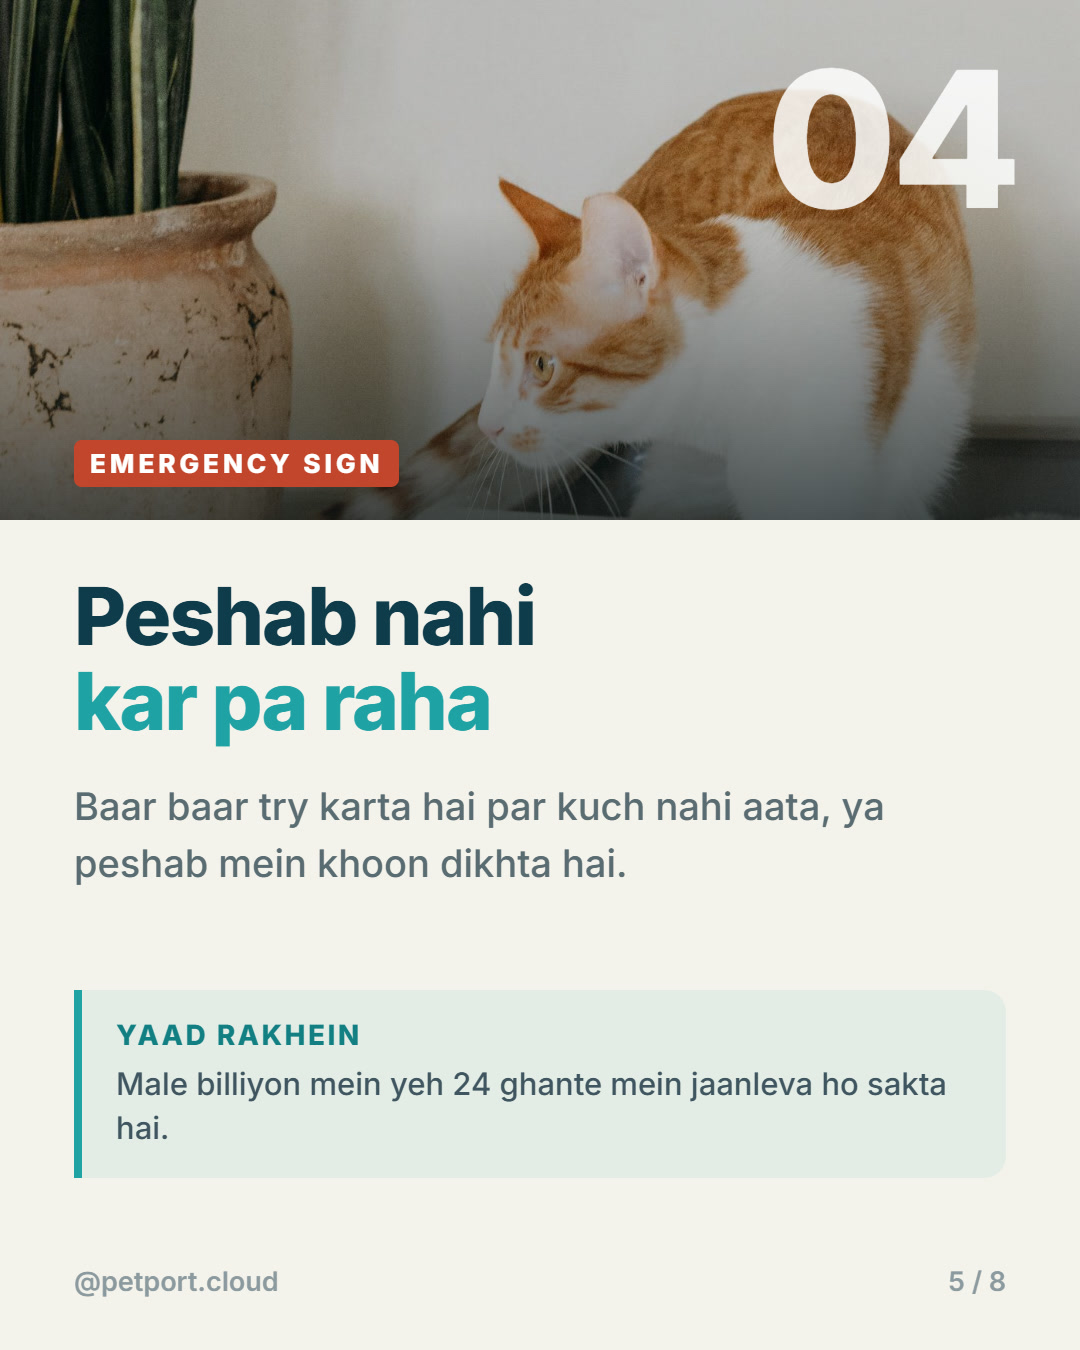 04
EMERGENCY SIGN
Peshab nahi
kar pa raha
Baar baar try karta hai par kuch nahi aata, ya
peshab mein khoon dikhta hai.
YAAD RAKHEIN
Male billiyon mein yeh 24 ghante mein jaanleva ho sakta
hai.
@petport.cloud
5 / 8